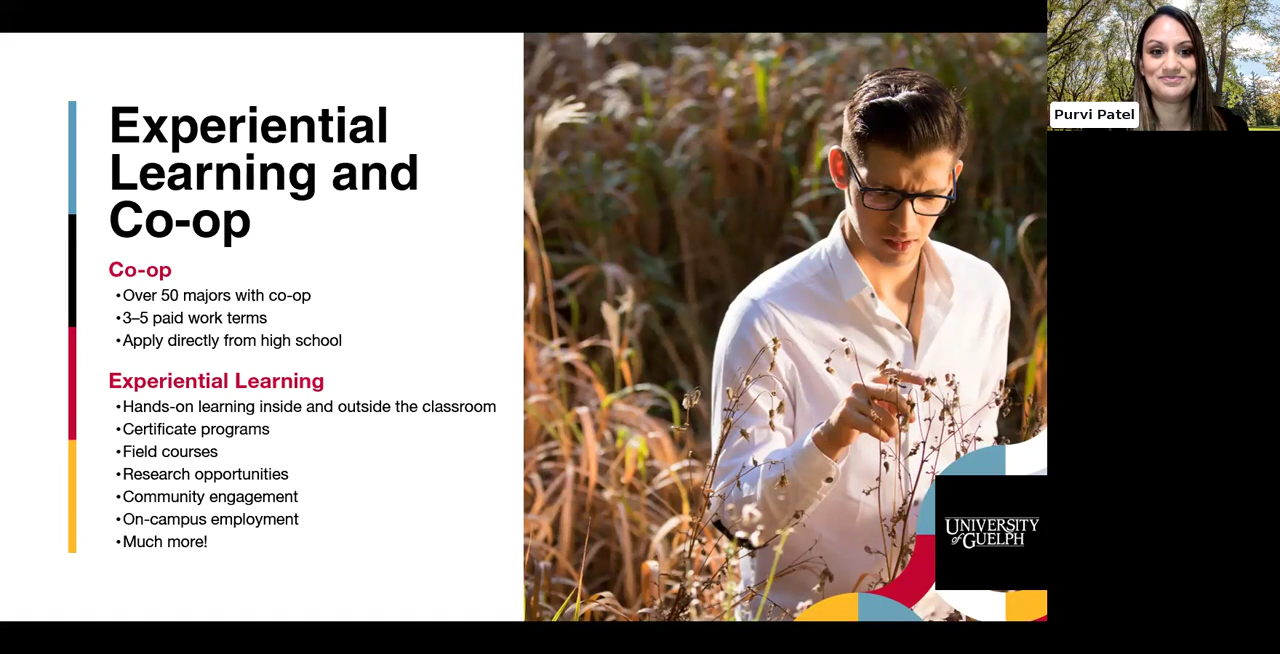 Experiential
Learning and
Co-op
Co-op
•Over 50 majors with co-op
•3–5 paid work terms
•Apply directly from high school
Experiential Learning
•Hands-on learning inside and outside the classroom
•Certificate programs
•Field courses
•Research opportunities
•Community engagement
•On-campus employment
•Much more!
UNIVERSITY
of GUELPH
Purvi Patel